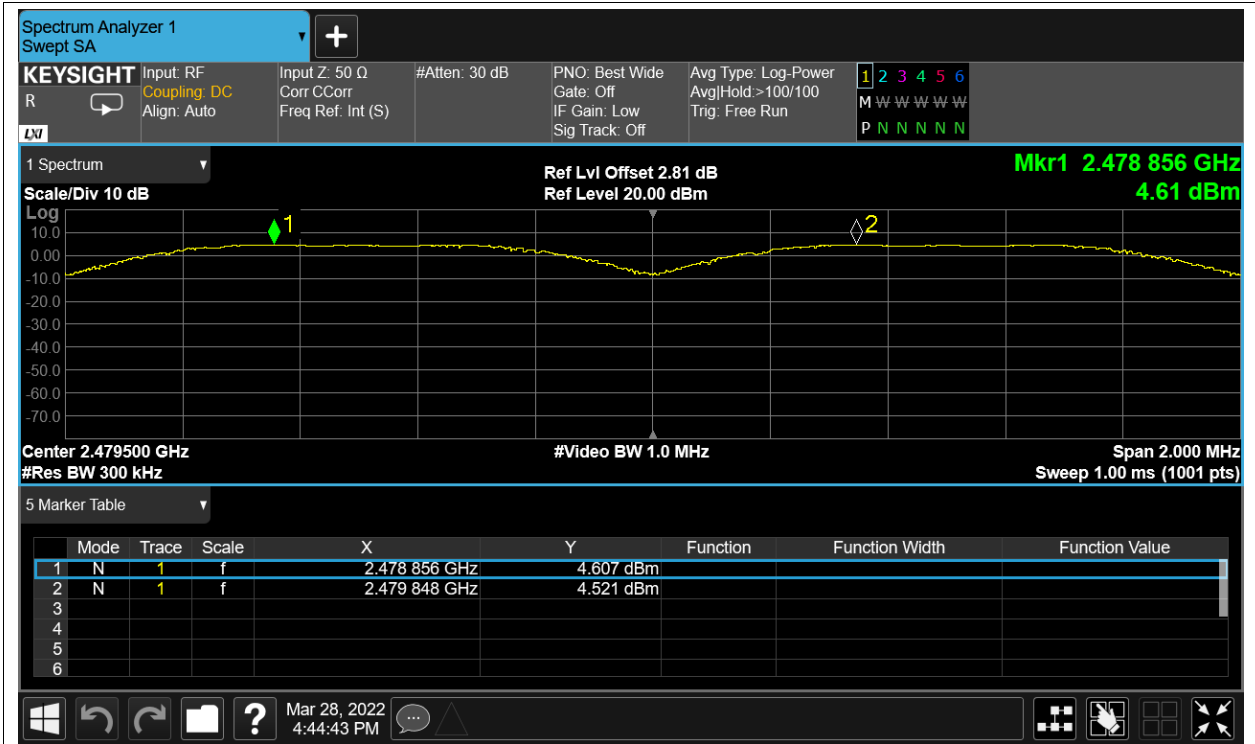 Spectrum Analyzer 1
Swept SA
KEYSIGHT
R
LXI
Input: RF
Coupling: DC
Align: Auto
Input Z: 50 Ω
Corr CCorr
Freq Ref: Int (S)
#Atten: 30 dB
PNO: Best Wide
Gate: Off
IF Gain: Low
Sig Track: Off
Avg Type: Log-Power
Avg|Hold:>100/100
Trig: Free Run
1 2 3 4 5 6
M W W W W W
P N N N N N
1 Spectrum
Scale/Div 10 dB
Ref Lvl Offset 2.81 dB
Ref Level 20.00 dBm
Mkr1 2.478 856 GHz
4.61 dBm
Log
10.0
0.00
-10.0
-20.0
-30.0
-40.0
-50.0
-60.0
-70.0
1
2
Center 2.479500 GHz
#Res BW 300 kHz
#Video BW 1.0 MHz
Span 2.000 MHz
Sweep 1.00 ms (1001 pts)
5 Marker Table
Mode Trace Scale X Y Function Function Width Function Value
1 N 1 f 2.478 856 GHz 4.607 dBm
2 N 1 f 2.479 848 GHz 4.521 dBm
3
4
5
6
?
Mar 28, 2022
4:44:43 PM